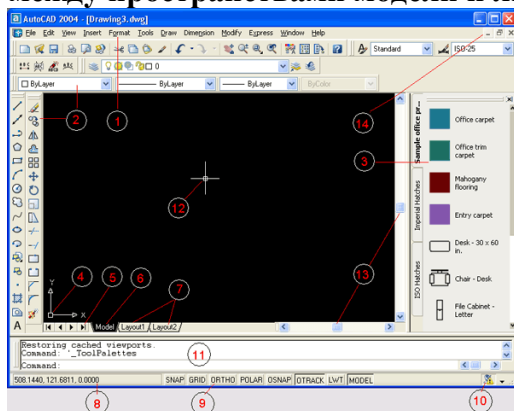 между пространствами модели и
AutoCAD 2004 - [Drawing3.dwg]
File Edit View Insert Format Tools Draw Dimension Modify Express Window Help
Standard
ISO-25
0
ByLayer
ByLayer
ByLayer
ByColor
2
1
14
3
12
13
4
5
6
7
Y
X
Sample office pr...
Imperial Hatches
ISO Hatches
Office carpet
Office trim
carpet
Mahogany
flooring
Entry carpet
Desk - 30 x 60
in.
Chair - Desk
File Cabinet -
Letter
A
Model Layout1 Layout2
Restoring cached viewports.
Command: '_ToolPalettes
11
Command:
508.1440, 121.6811, 0.0000
SNAP GRID ORTHO POLAR OSNAP OTRACK LWT MODEL
8
9
10